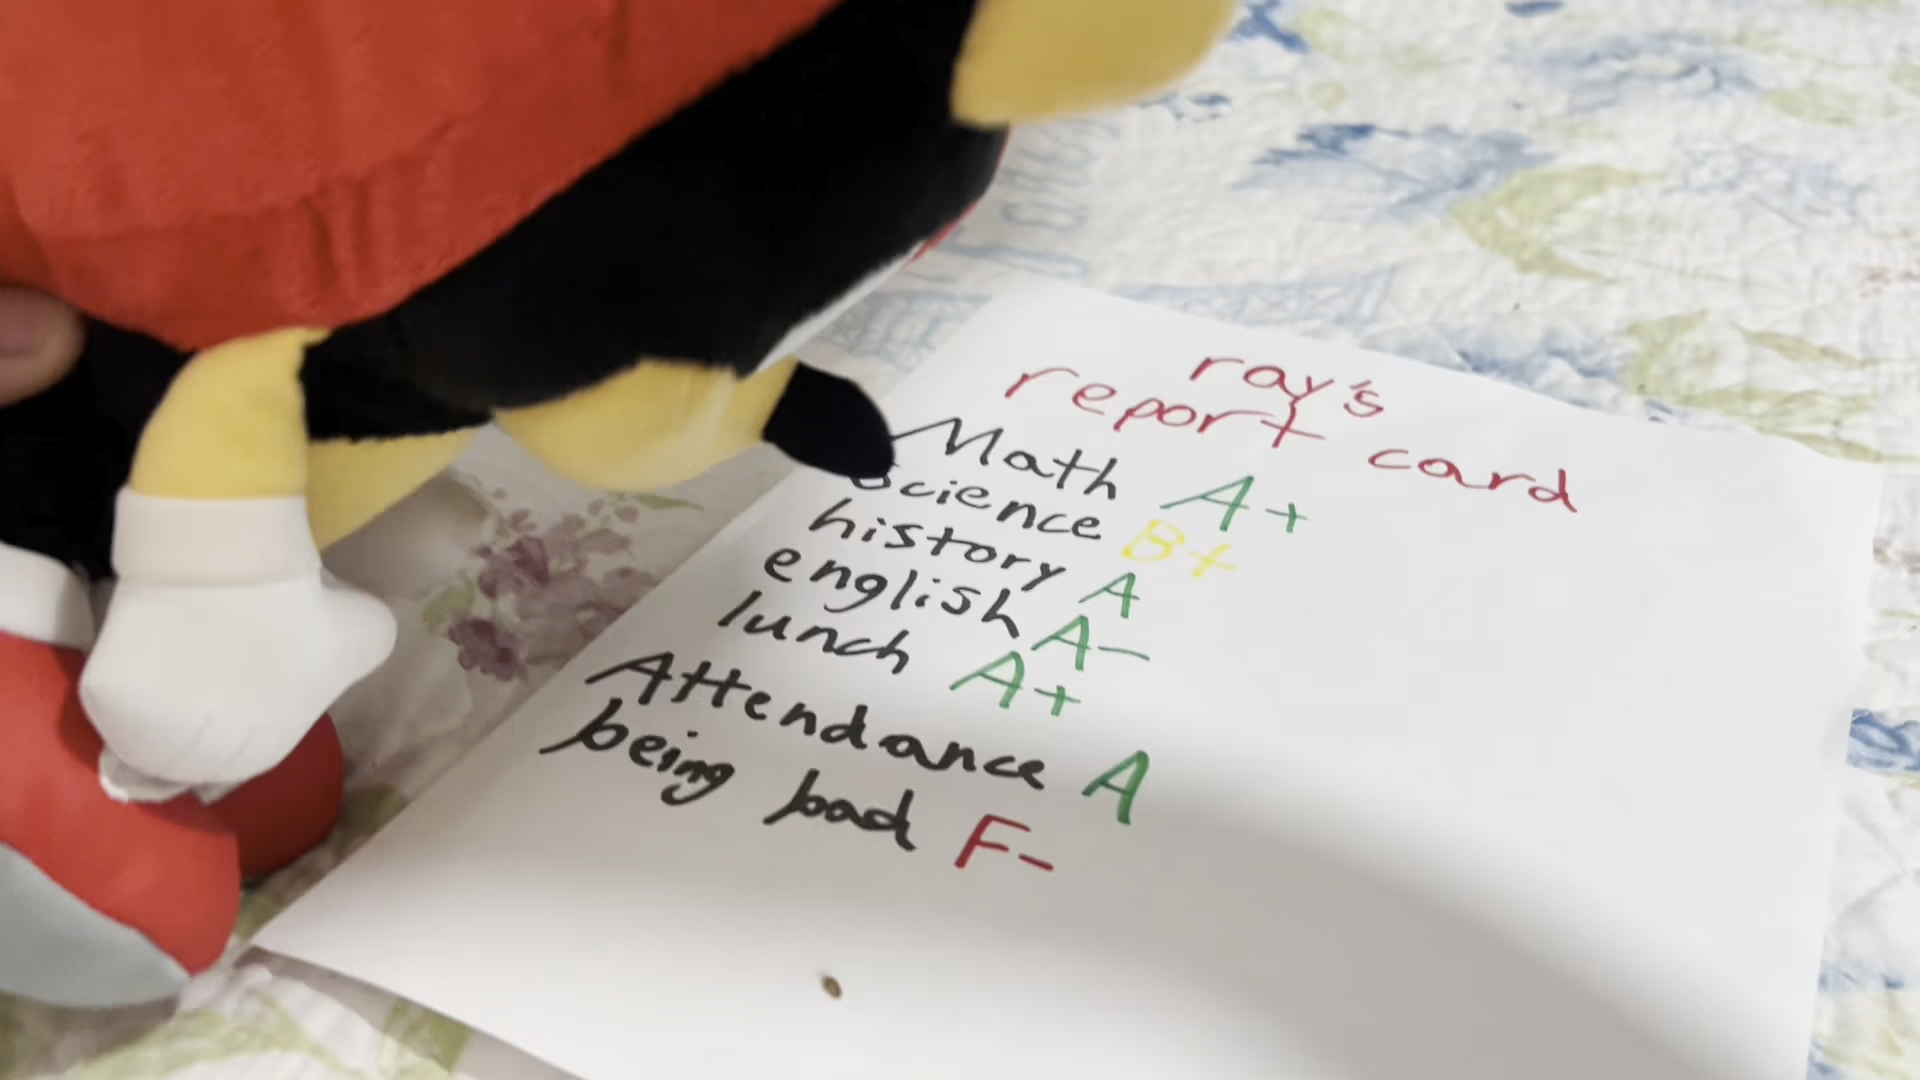 ray's
report card
Math A+
Science B+
history A
english A-
lunch A+
Attendance A
being bad F-